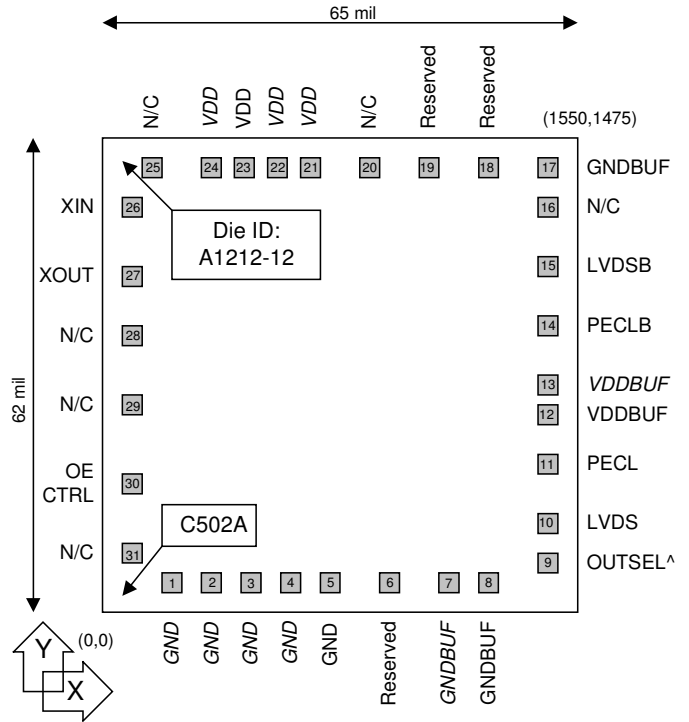 65 mil
N/C
VDD
VDD
VDD
VDD
N/C
Reserved
Reserved
(1550,1475)
25
24
23
22
21
20
19
18
17
GNDBUF
XIN
26
16
N/C
Die ID:
A1212-12
XOUT
27
15
LVDSB
N/C
28
14
PECLB
62 mil
13
VDDBUF
N/C
29
12
VDDBUF
11
PECL
OE
CTRL
30
C502A
10
LVDS
N/C
31
9
OUTSEL^
1
2
3
4
5
6
7
8
GND
GND
GND
GND
GND
Reserved
GNDBUF
GNDBUF
(0,0)
Y
X